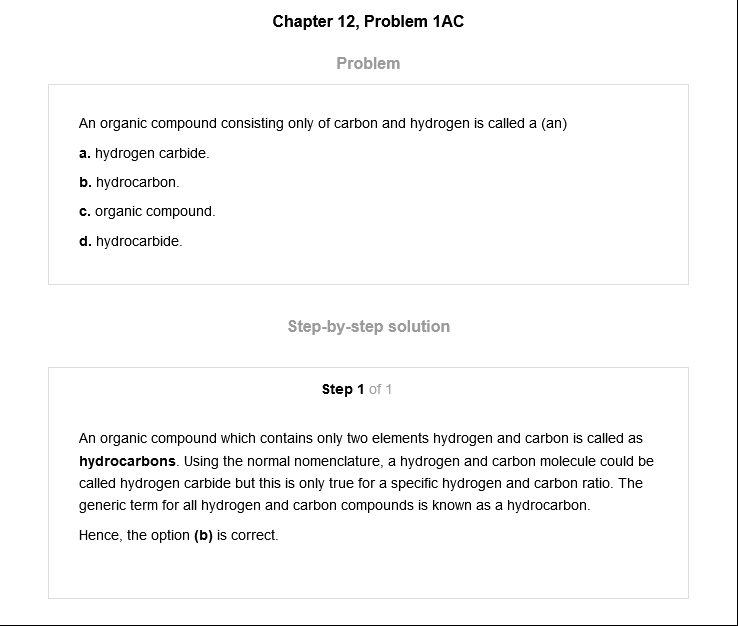 Chapter 12, Problem 1AC
Problem
An organic compound consisting only of carbon and hydrogen is called a (an)
a. hydrogen carbide.
b. hydrocarbon.
c. organic compound.
d. hydrocarbide.
Step-by-step solution
Step 1 of 1
An organic compound which contains only two elements hydrogen and carbon is called as
hydrocarbons. Using the normal nomenclature, a hydrogen and carbon molecule could be
called hydrogen carbide but this is only true for a specific hydrogen and carbon ratio. The
generic term for all hydrogen and carbon compounds is known as a hydrocarbon.
Hence, the option (b) is correct.